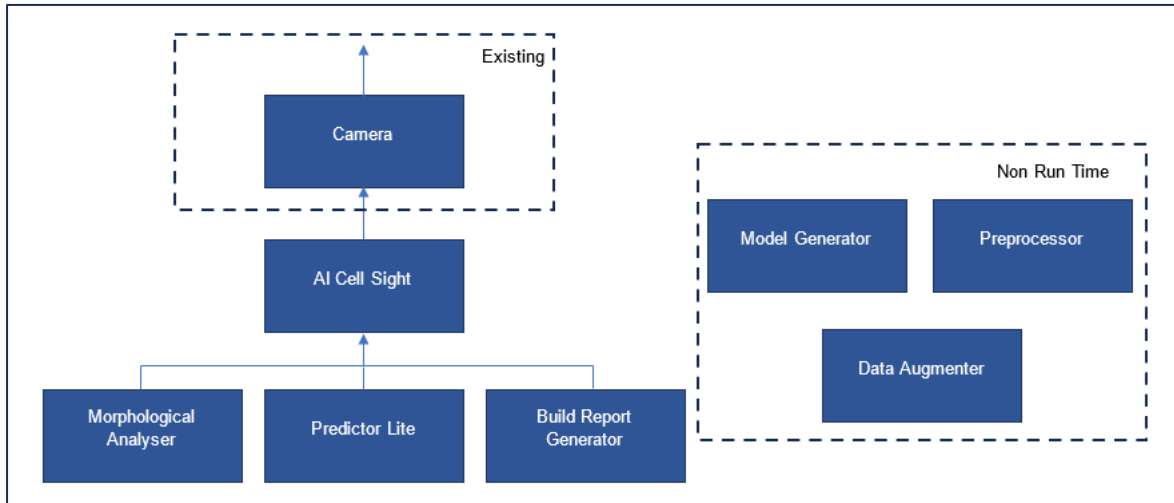 Existing
Camera
AI Cell Sight
Morphological
Analyser
Predictor Lite
Build Report
Generator
Non Run Time
Model Generator
Preprocessor
Data Augmenter